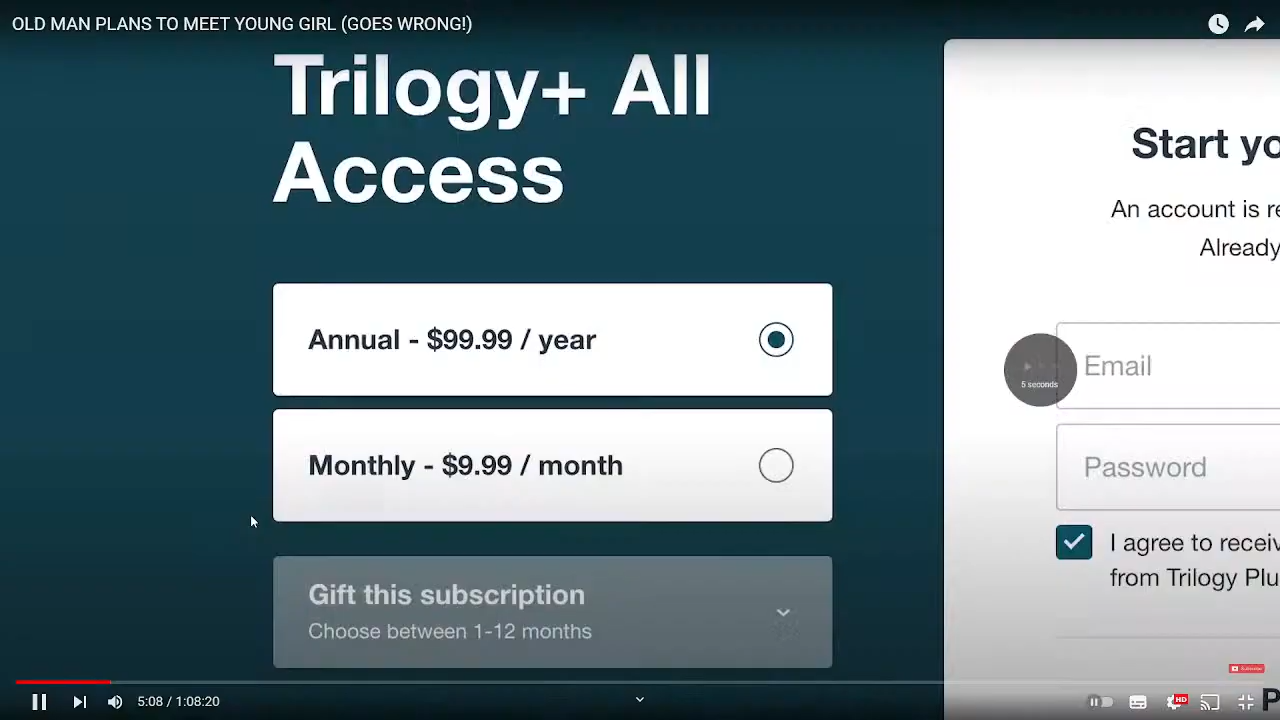 OLD MAN PLANS TO MEET YOUNG GIRL (GOES WRONG!)
Trilogy+ All
Access
Start yo
An account is re
Already
Annual - $99.99 / year
Email
5 seconds
Monthly - $9.99 / month
Password
I agree to receiv
from Trilogy Plu
Gift this subscription
Choose between 1-12 months
5:08 / 1:08:20
HD
P